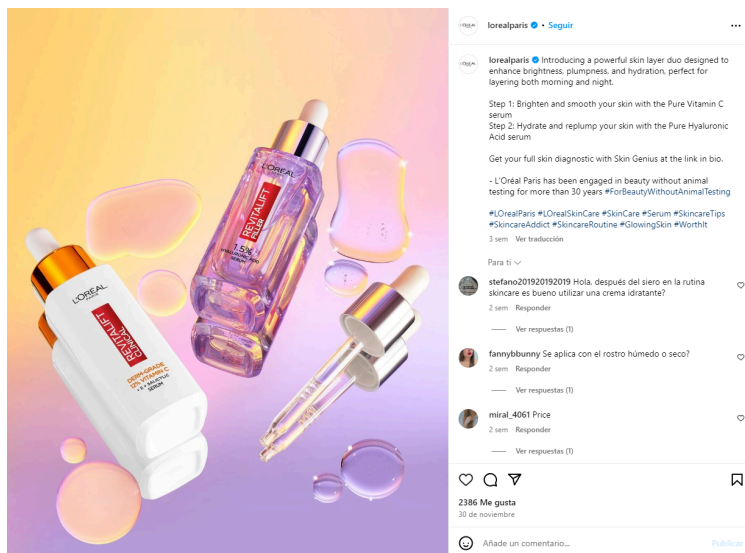 lorealparis • Seguir
lorealparis Introducing a powerful skin layer duo designed to
enhance brightness, plumpness, and hydration, perfect for
layering both morning and night.
Step 1: Brighten and smooth your skin with the Pure Vitamin C
serum
Step 2: Hydrate and replump your skin with the Pure Hyaluronic
Acid serum
Get your full skin diagnostic with Skin Genius at the link in bio.
- L'Oréal Paris has been engaged in beauty without animal
testing for more than 30 years #ForBeautyWithoutAnimalTesting
#LOrealParis #LOrealSkinCare #SkinCare #Serum #SkincareTips
#SkincareAddict #SkincareRoutine #GlowingSkin #WorthIt
3 sem Ver traducción
Para ti
stefano201920192019 Hola, después del siero en la rutina
skincare es bueno utilizar una crema idratante?
2 sem Responder
Ver respuestas (1)
fannybbunny Se aplica con el rostro húmedo o seco?
2 sem Responder
Ver respuestas (1)
miral_4061 Price
2 sem Responder
Ver respuestas (1)
2386 Me gusta
30 de noviembre
Añade un comentario...
Publicar
L'ORÉAL
PARIS
REVITALIFT
FILLER
1.5%
HYALURONIC ACID
SERUM
L'ORÉAL
PARIS
REVITALIFT
CLINICAL
DERM-GRADE
12% VITAMIN C
+ E + SALICYLIC
SERUM